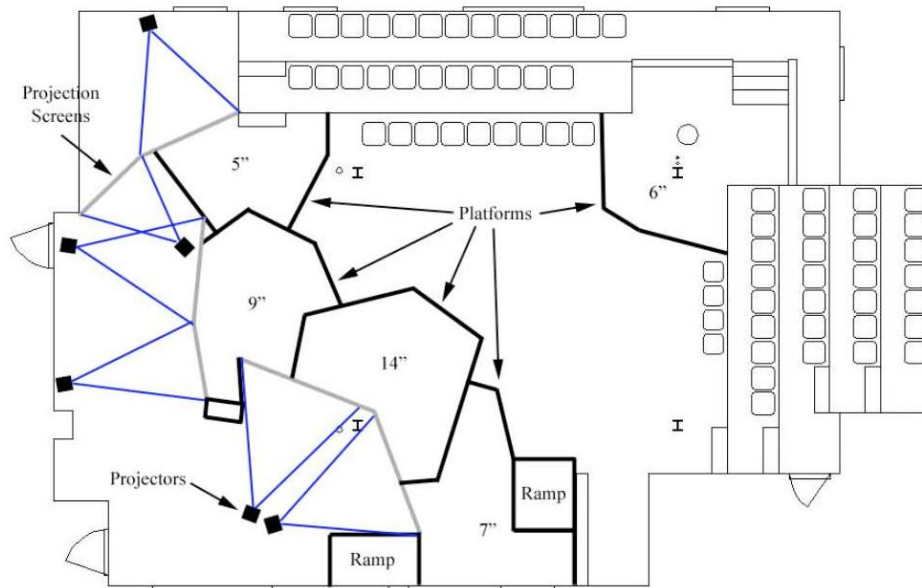 Projection
Screens
5”
6”
Platforms
9”
14”
Projectors
Ramp
7”
Ramp